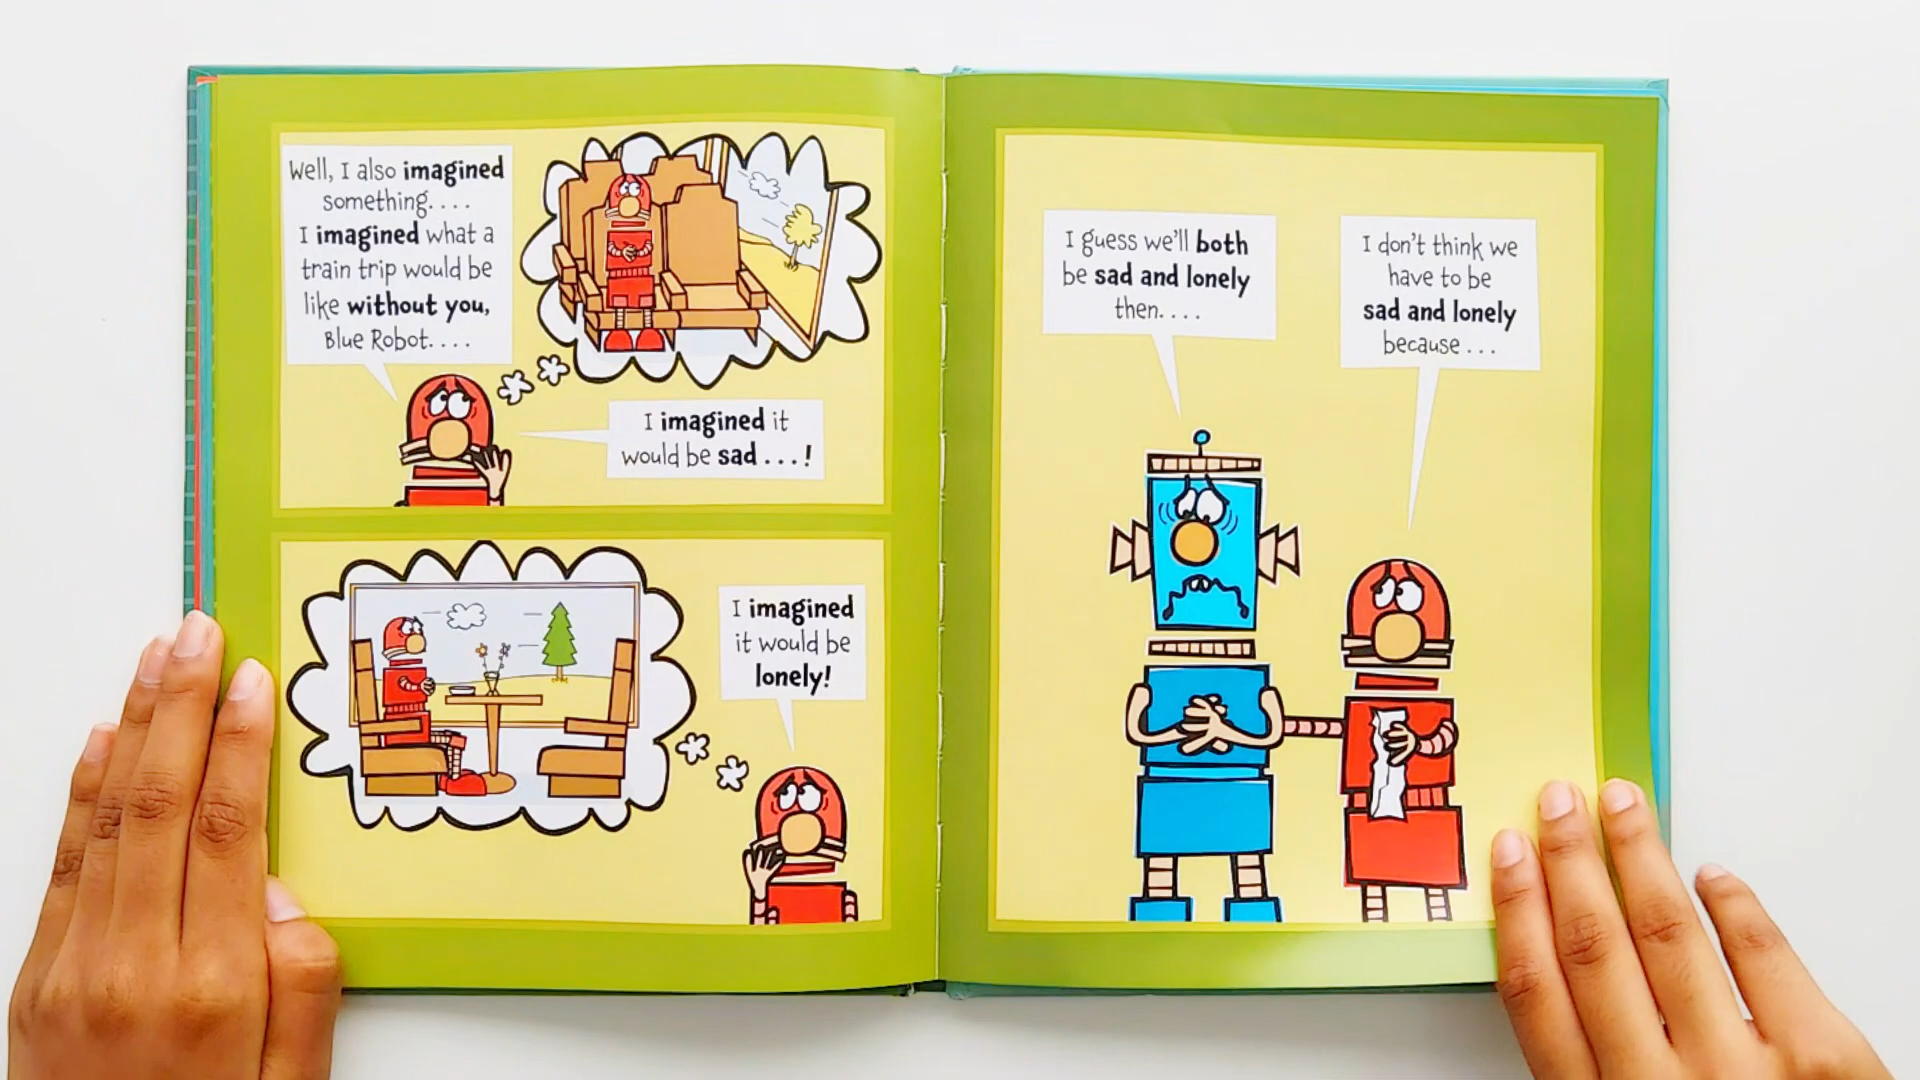 Well, I also imagined
something. . . .
I imagined what a
train trip would be
like without you,
Blue Robot. . . .
I imagined it
would be sad . . . !
I imagined
it would be
lonely!
I guess we'll both
be sad and lonely
then. . . .
I don't think we
have to be
sad and lonely
because . . .